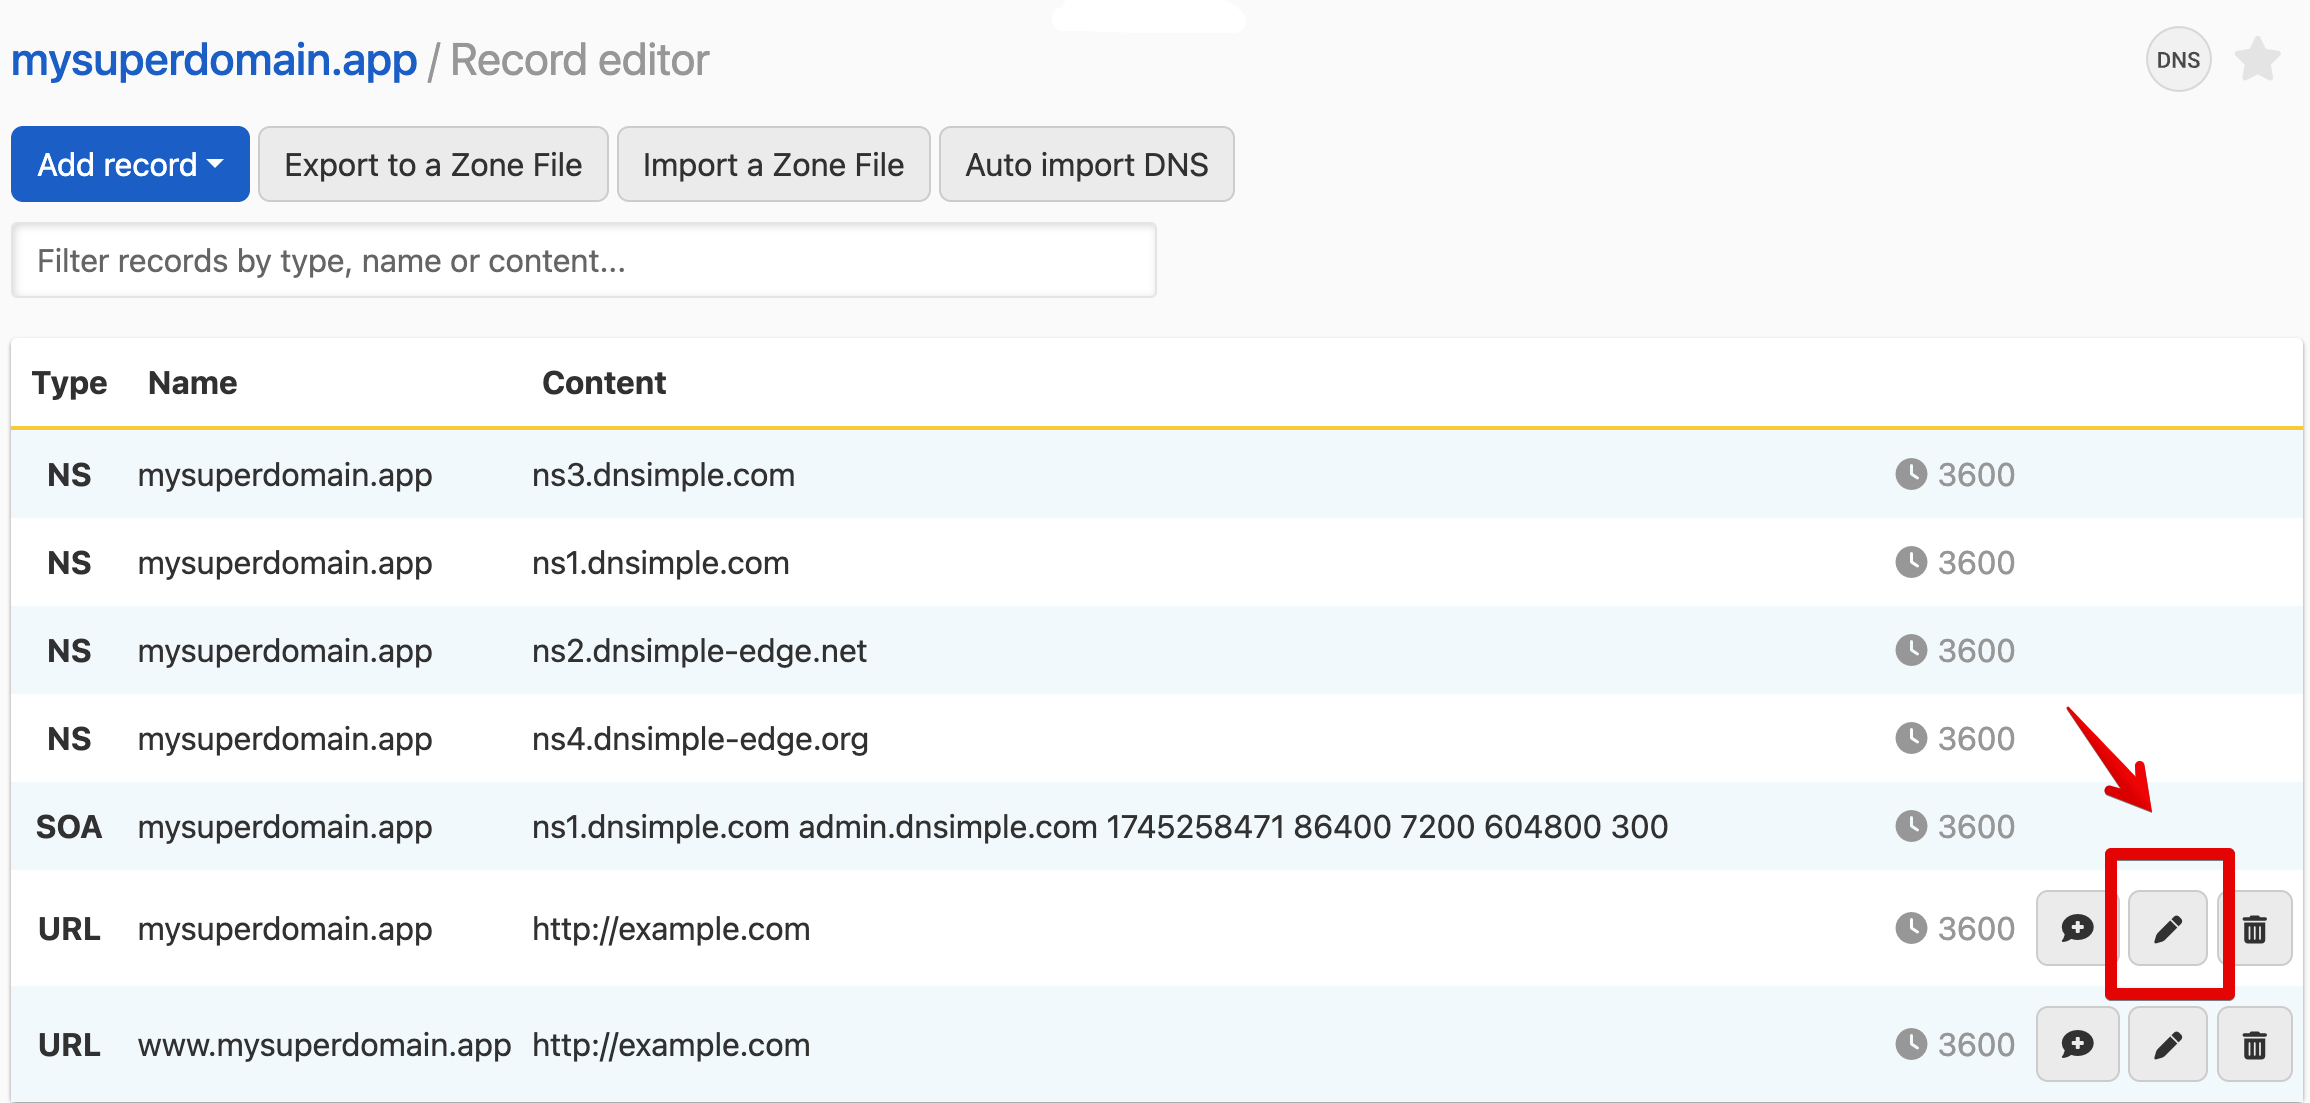 mysuperdomain.app / Record editor
DNS
Add record Export to a Zone File Import a Zone File Auto import DNS
Filter records by type, name or content...
Type Name Content
NS mysuperdomain.app ns3.dnsimple.com 3600
NS mysuperdomain.app ns1.dnsimple.com 3600
NS mysuperdomain.app ns2.dnsimple-edge.net 3600
NS mysuperdomain.app ns4.dnsimple-edge.org 3600
SOA mysuperdomain.app ns1.dnsimple.com admin.dnsimple.com 1745258471 86400 7200 604800 300 3600
URL mysuperdomain.app http://example.com 3600
URL www.mysuperdomain.app http://example.com 3600